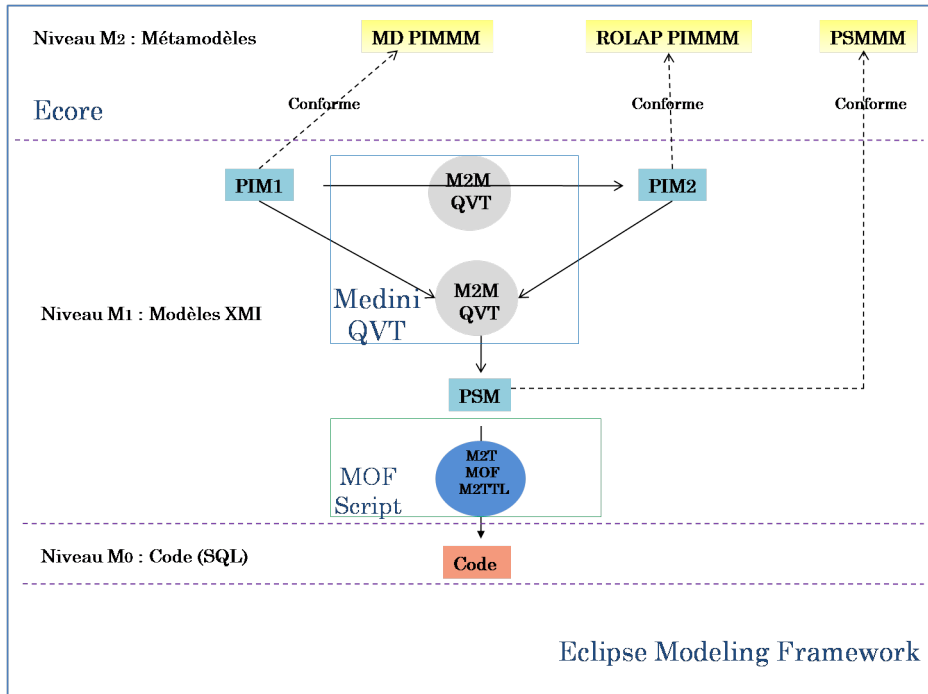 Niveau M2 : Métamodèles
MD PIMMM
ROLAP PIMMM
PSMMM
Conforme
Conforme
Conforme
Ecore
PIM1
M2M
QVT
PIM2
Niveau M1 : Modèles XMI
M2M
QVT
Medini
QVT
PSM
M2T
MOF
M2TTL
MOF
Script
Niveau M0 : Code (SQL)
Code
Eclipse Modeling Framework